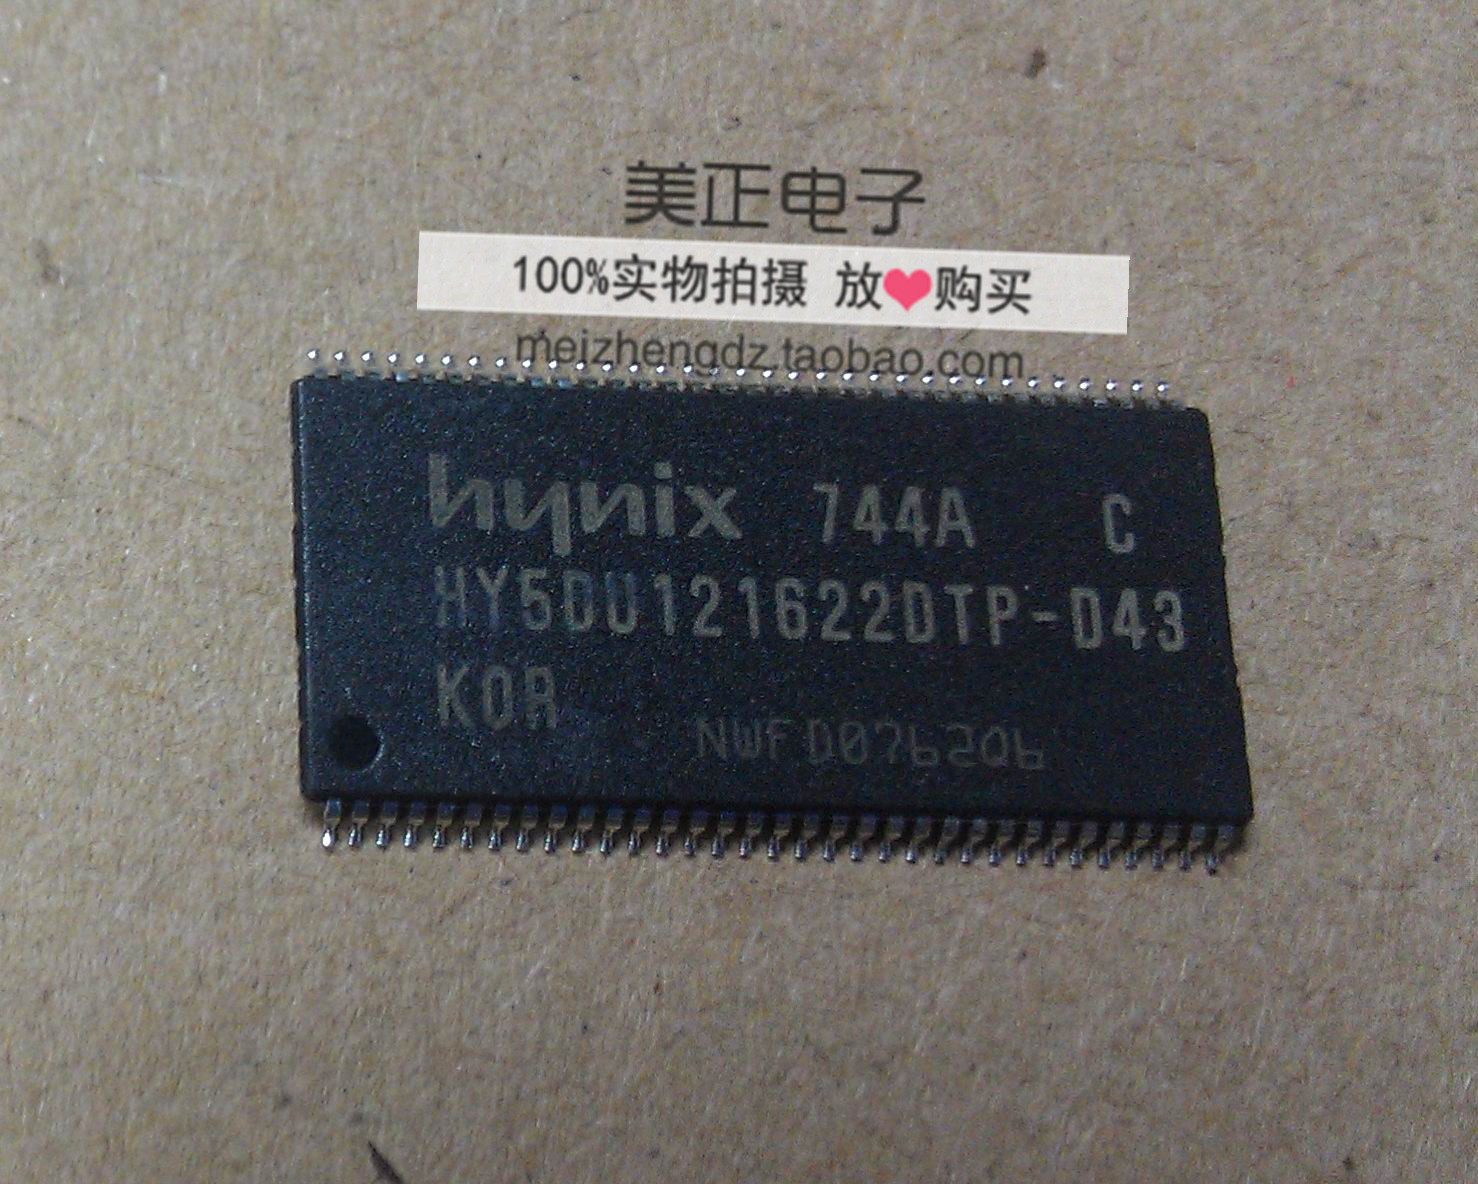 美正电子
100%实物拍摄 放❤购买
meizhengdz.taobao.com
hynix 744A C
HY5DU121622DTP-D43
KOR
NWFD07620b